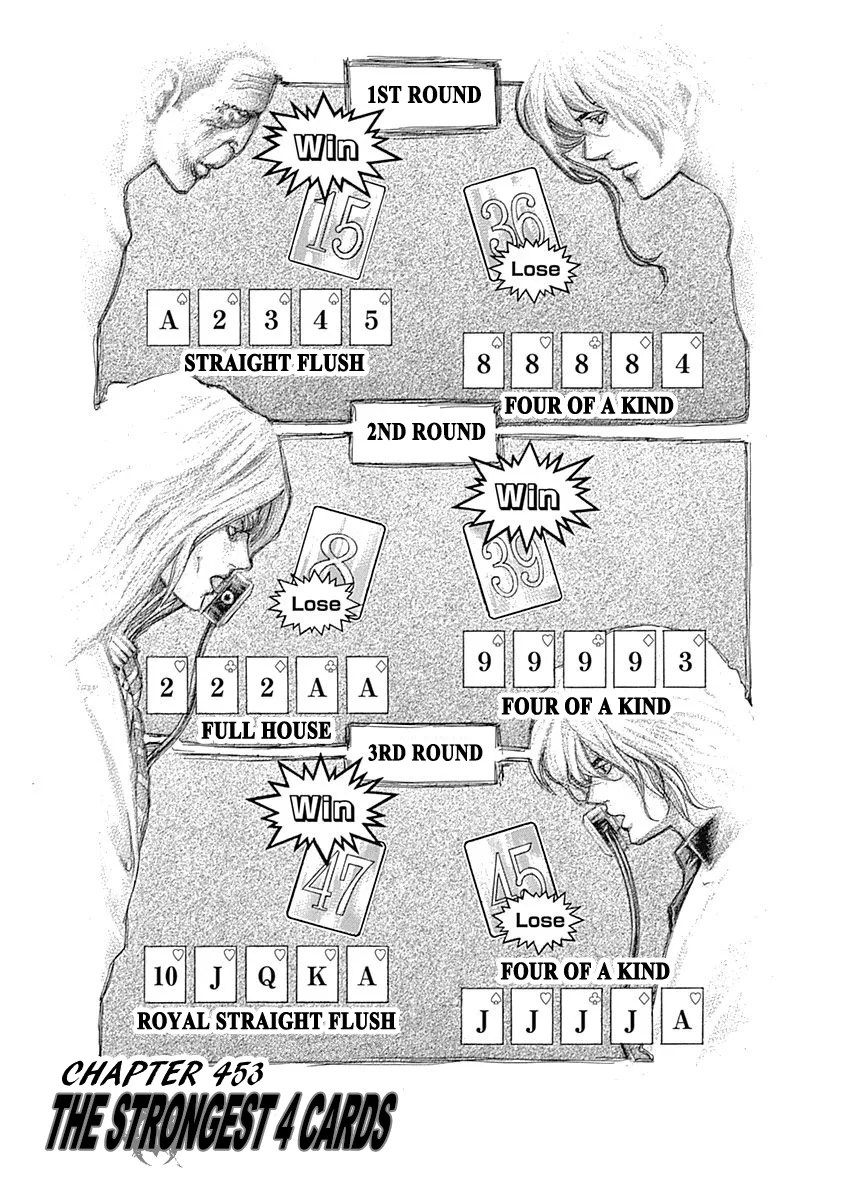 1ST ROUND
Win
15
36
Lose
A 2 3 4 5
STRAIGHT FLUSH
8 8 8 8 4
FOUR OF A KIND
2ND ROUND
Win
8
Lose
39
2 2 2 A A
FULL HOUSE
9 9 9 9 3
FOUR OF A KIND
3RD ROUND
Win
47
45
Lose
10 J Q K A
ROYAL STRAIGHT FLUSH
FOUR OF A KIND
J J J J A
CHAPTER 453
THE STRONGEST 4 CARDS